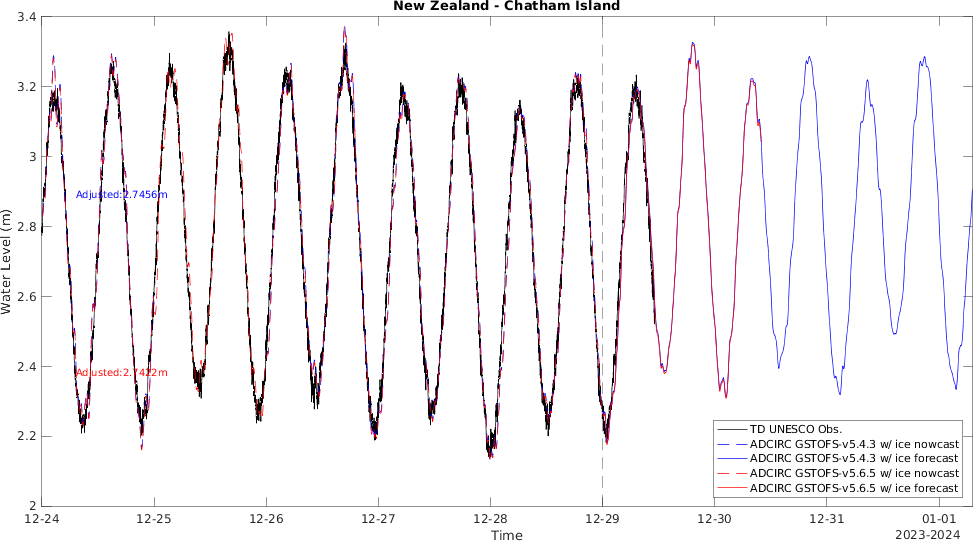 New Zealand - Chatham Island
3.4
3.2
3
2.8
2.6
2.4
2.2
2
Water Level (m)
Adjusted:2.7456m
Adjusted:2.7422m
TD UNESCO Obs.
ADCIRC GSTOFS-v5.4.3 w/ ice nowcast
ADCIRC GSTOFS-v5.4.3 w/ ice forecast
ADCIRC GSTOFS-v5.6.5 w/ ice nowcast
ADCIRC GSTOFS-v5.6.5 w/ ice forecast
12-24 12-25 12-26 12-27 12-28 12-29 12-30 12-31 01-01
Time
2023-2024